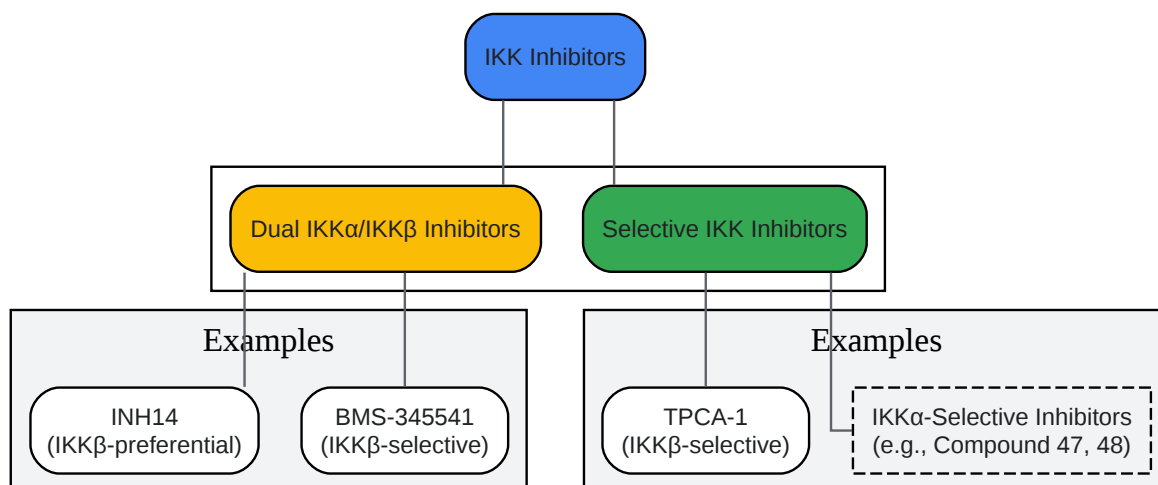 IKK Inhibitors
Dual IKKα/IKKβ Inhibitors
Selective IKK Inhibitors
Examples
INH14
(IKKβ-preferential)
BMS-345541
(IKKβ-selective)
Examples
TPCA-1
(IKKβ-selective)
IKKα-Selective Inhibitors
(e.g., Compound 47, 48)